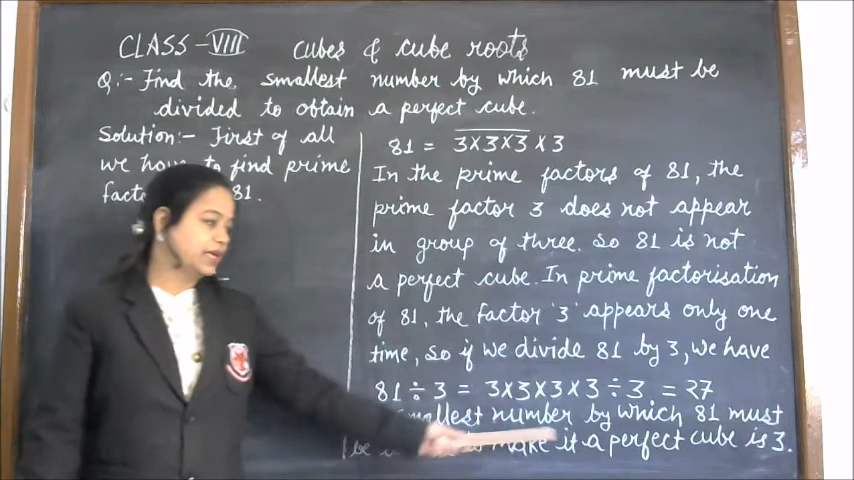 CLASS-VIII cubes & cube roots
Q:- Find the smallest number by which 81 must be
divided to obtain a perfect cube.
Solution:- First of all
we have to find prime
81.
81 = 3×3×3×3
In the prime factors of 81, the
prime factor 3 does not appear
in group of three. So 81 is not
a perfect cube. In prime factorisation
of 81, the factor '3' appears only one
time, so if we divide 81 by 3, we have
81÷3 = 3×3×3×3÷3 = 27
smallest number by which 81 must
be make it a perfect cube is 3.